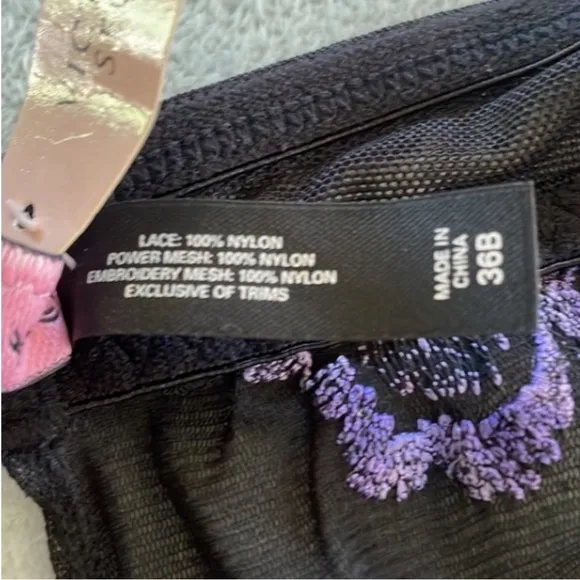 LACE: 100% NYLON
POWER MESH: 100% NYLON
EMBROIDERY MESH: 100% NYLON
EXCLUSIVE OF TRIMS
MADE IN
CHINA
36B